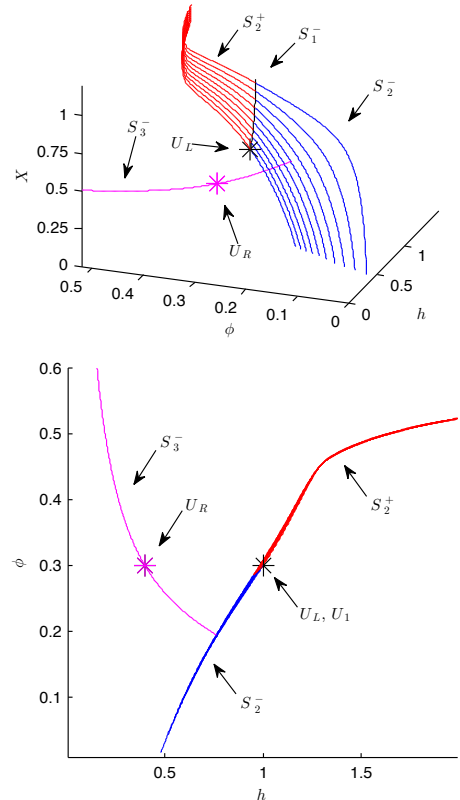 $S_2^+$ $S_1^-$
$S_2^-$
$S_3^-$
$U_L$
$U_R$
X
1
0.75
0.5
0.25
0
0.5 0.4 0.3 0.2 0.1 0
ϕ
0 0.5 1
h
0.6
0.5
0.4
0.3
0.2
0.1
ϕ
$S_3^-$
$U_R$
$S_2^+$
$U_L$, $U_1$
$S_2^-$
0.5 1 1.5
h